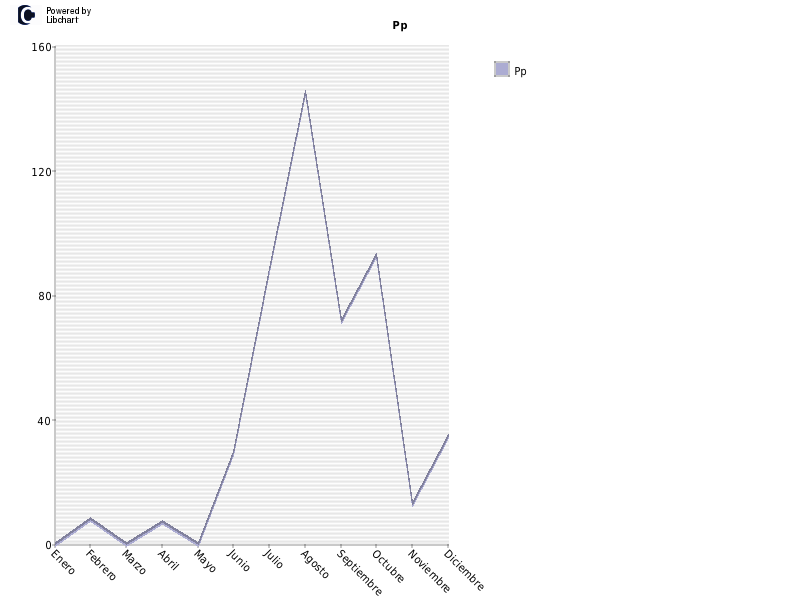 Powered by
Libchart
Pp
Pp
160
120
80
40
0
Enero
Febrero
Marzo
Abril
Mayo
Junio
Julio
Agosto
Septiembre
Octubre
Noviembre
Diciembre